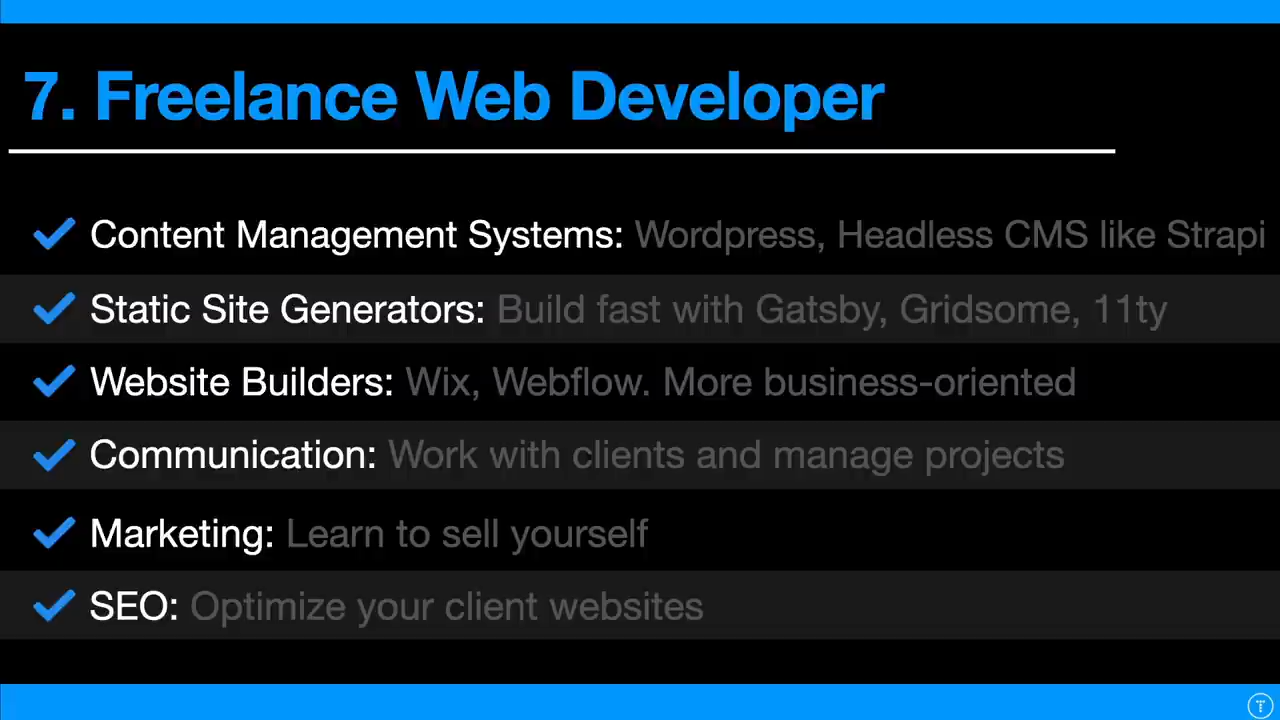 7. Freelance Web Developer
Content Management Systems: Wordpress, Headless CMS like Strapi
Static Site Generators: Build fast with Gatsby, Gridsome, 11ty
Website Builders: Wix, Webflow. More business-oriented
Communication: Work with clients and manage projects
Marketing: Learn to sell yourself
SEO: Optimize your client websites
T